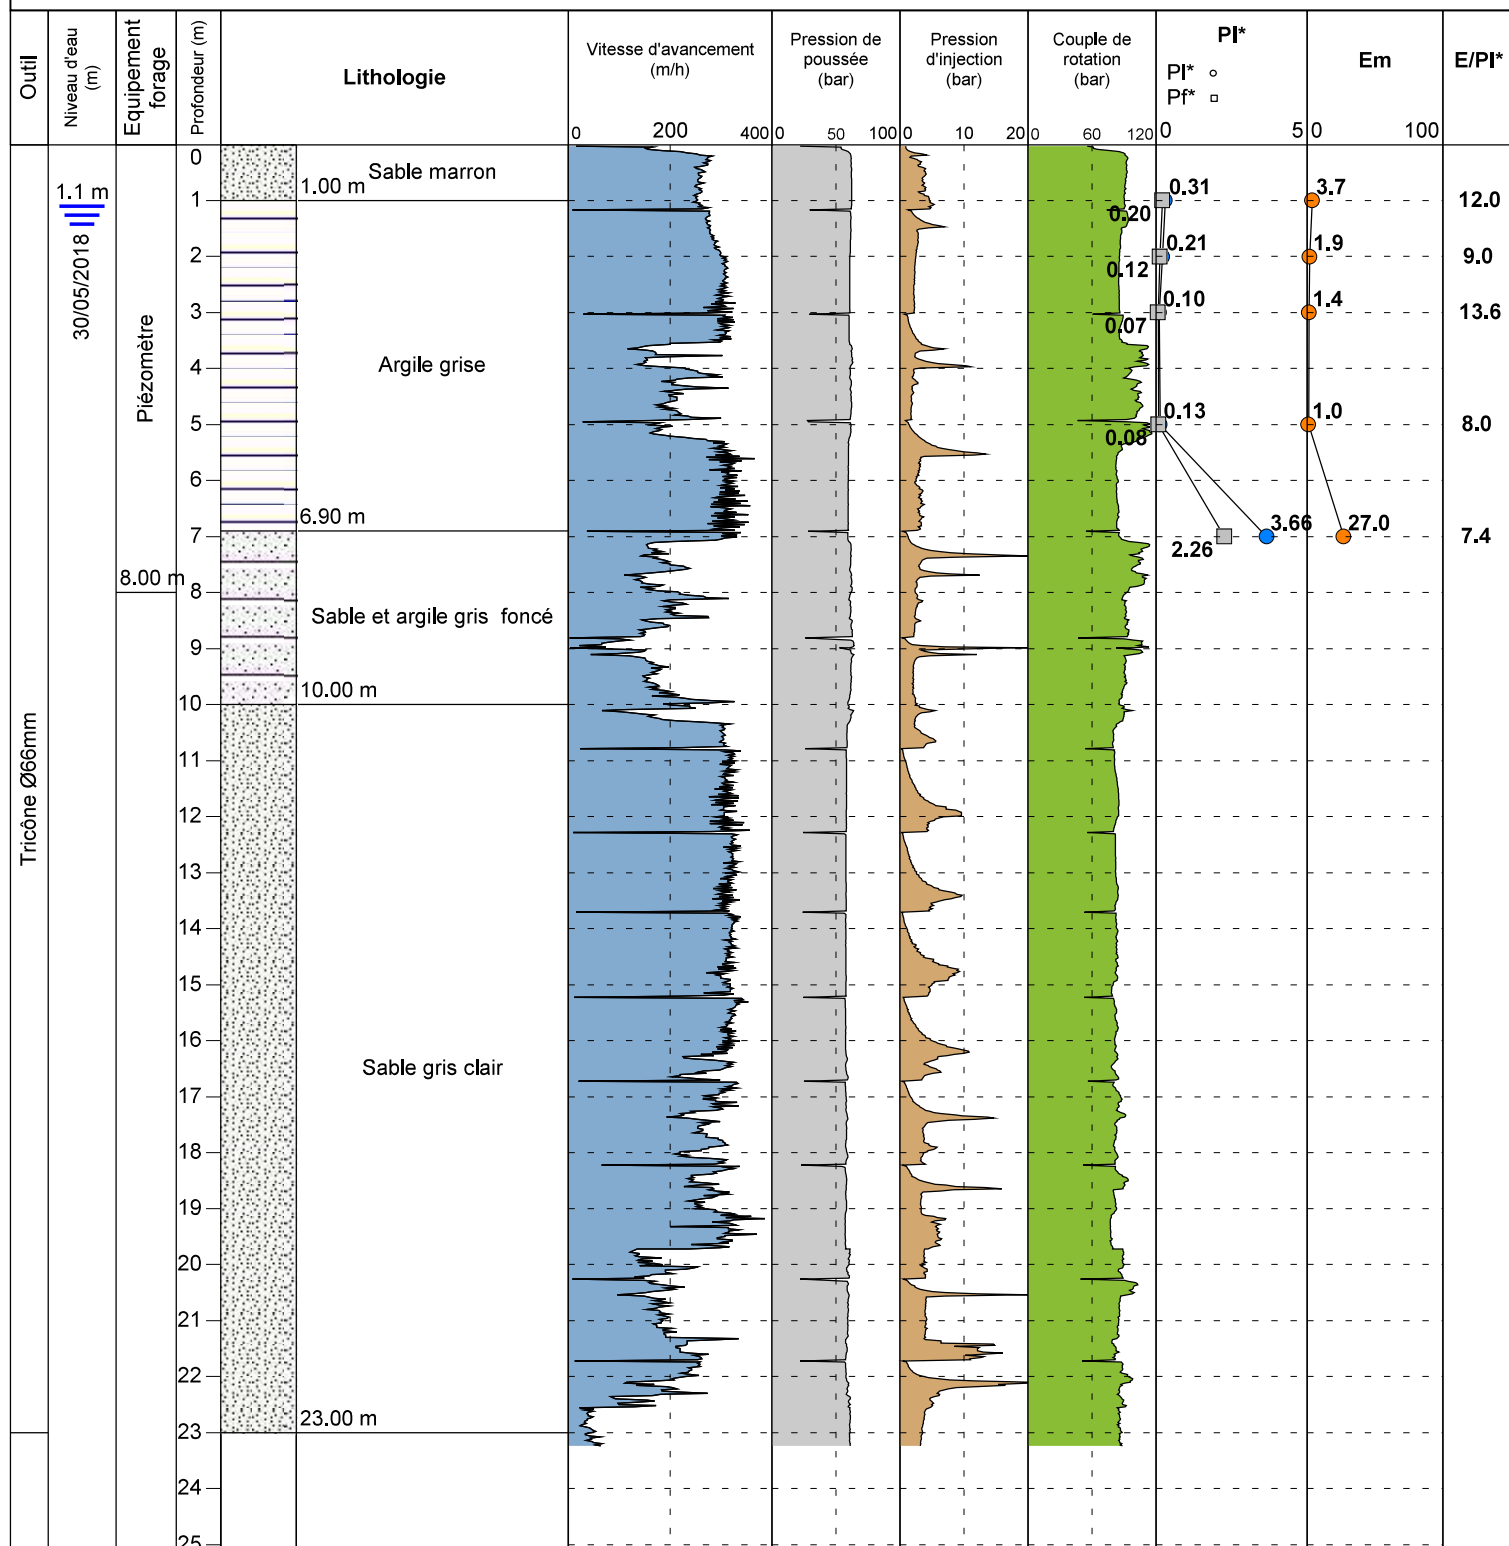 Outil
Niveau d'eau
(m)
Equipement
forage
Profondeur (m)
Lithologie
Vitesse d'avancement
(m/h)
0 200 400
Pression de
poussée
(bar)
0 50 100
Pression
d'injection
(bar)
0 10 20
Couple de
rotation
(bar)
0 60 120
Pl*
Pl*
Pf*
0 5
Em
0 100
E/Pl*
Tricône Ø66mm
1.1 m
30/05/2018
Piézomètre
8.00 m
0
1
2
3
4
5
6
7
8
9
10
11
12
13
14
15
16
17
18
19
20
21
22
23
24
25
Sable marron
1.00 m
Argile grise
6.90 m
Sable et argile gris foncé
10.00 m
Sable gris clair
23.00 m
0.31 3.7 12.0
0.20
0.21 1.9 9.0
0.12
0.10 1.4 13.6
0.07
0.13 1.0 8.0
0.08
3.66 27.0 7.4
2.26